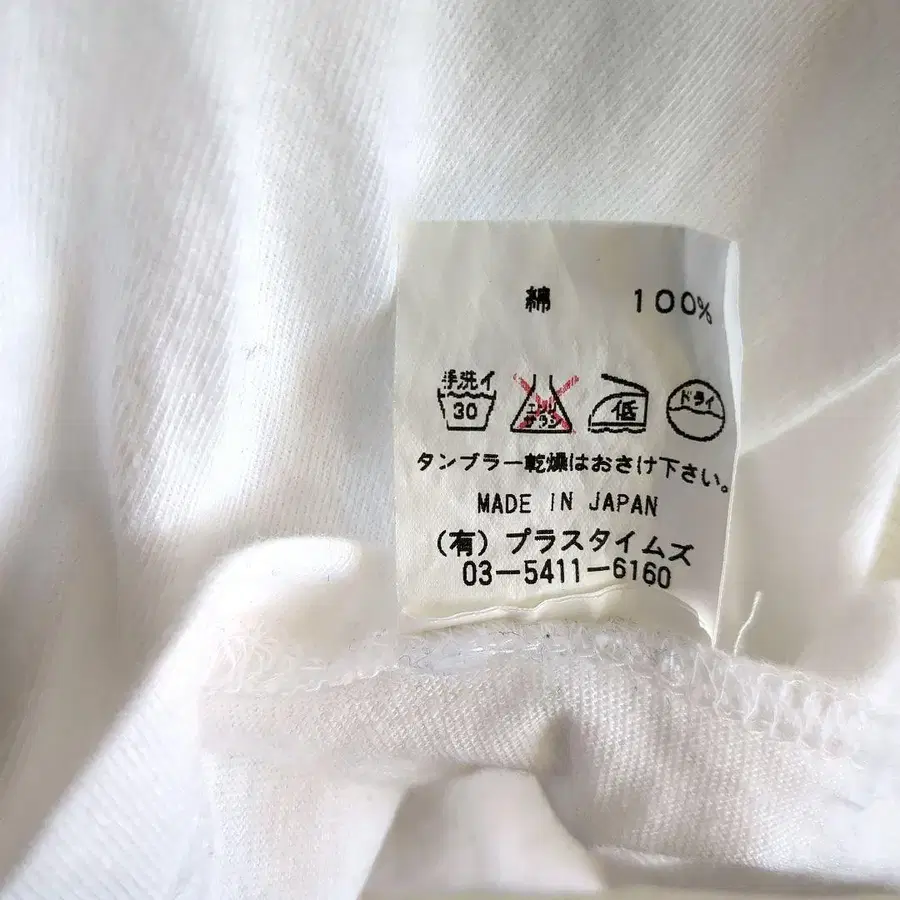 綿 100%
手洗イ
30
エンソ
サラシ
低
ドライ
タンブラー乾燥はおさけ下さい。
MADE IN JAPAN
(有) プラスタイムズ
03-5411-6160